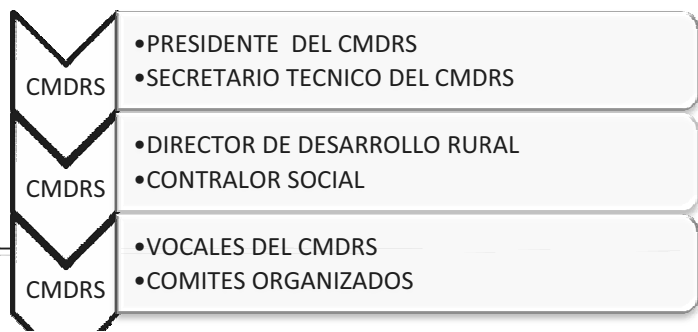 CMDRS
•PRESIDENTE DEL CMDRS
•SECRETARIO TECNICO DEL CMDRS
CMDRS
•DIRECTOR DE DESARROLLO RURAL
•CONTRALOR SOCIAL
CMDRS
•VOCALES DEL CMDRS
•COMITES ORGANIZADOS